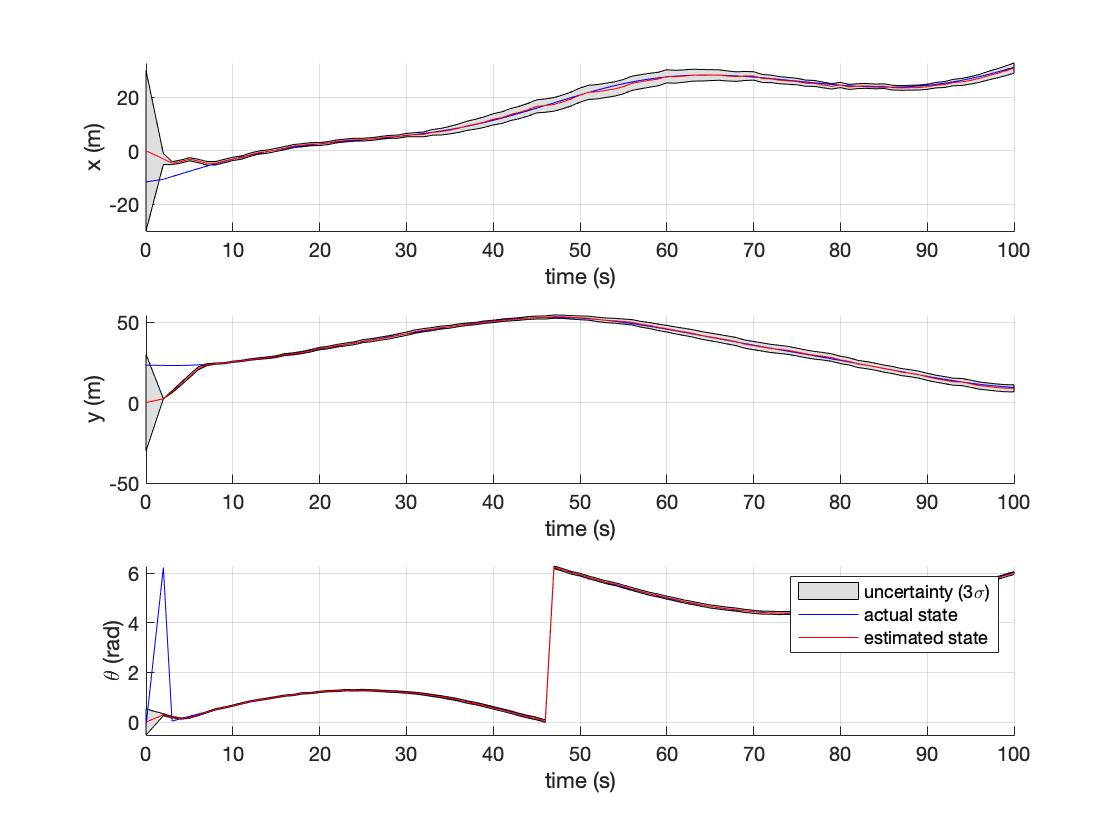 20
0
-20
x (m)
0 10 20 30 40 50 60 70 80 90 100
time (s)
50
0
-50
y (m)
0 10 20 30 40 50 60 70 80 90 100
time (s)
6
4
2
0
θ (rad)
uncertainty (3σ)
actual state
estimated state
0 10 20 30 40 50 60 70 80 90 100
time (s)